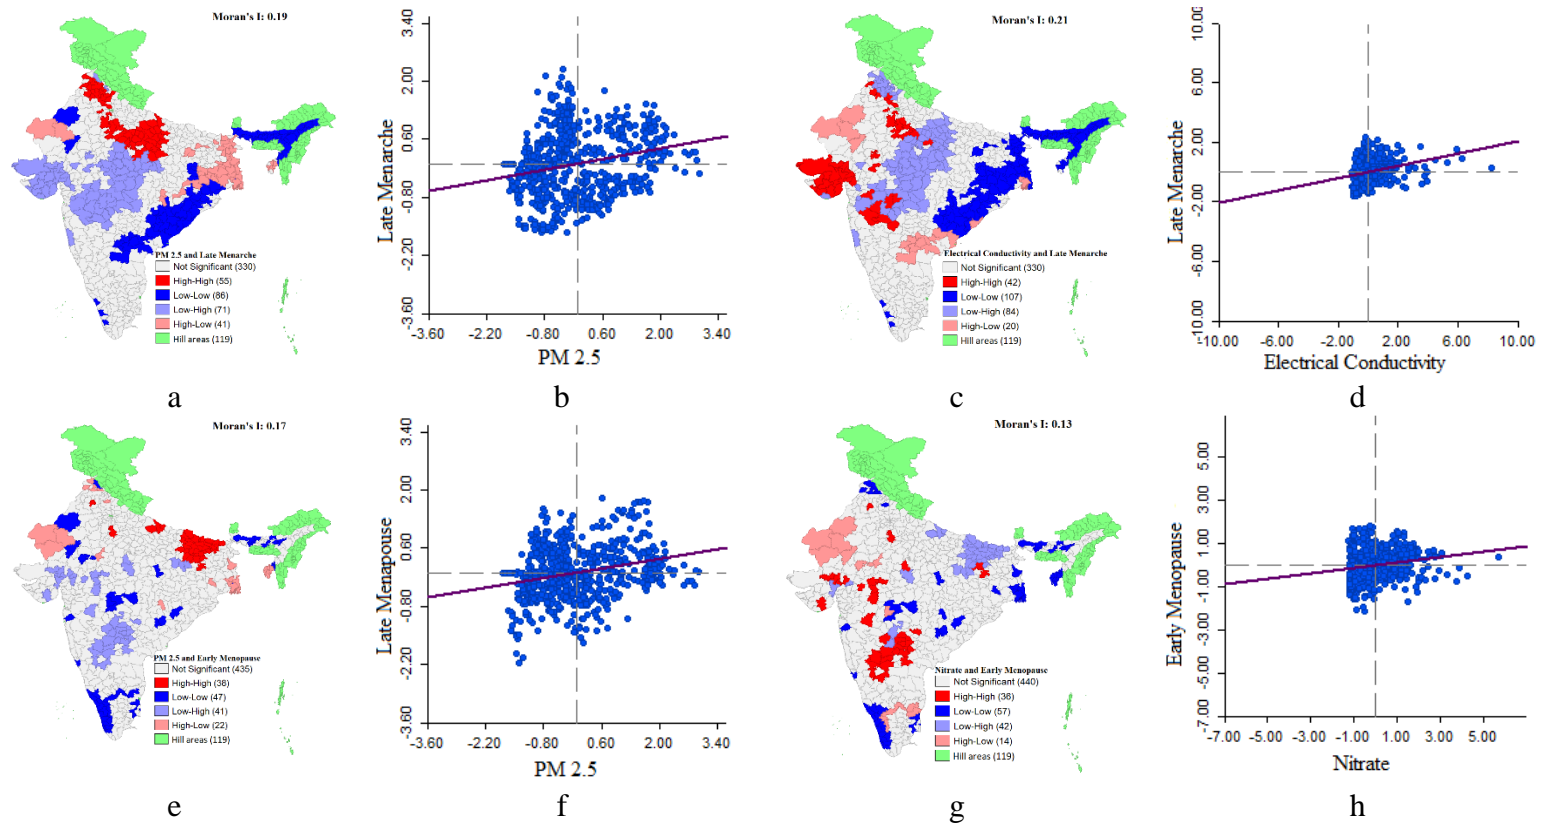 Moran's I: 0.19
PM 2.5 and Late Menarche
Not Significant (330)
High-High (55)
Low-Low (86)
Low-High (71)
High-Low (41)
Hill areas (119)
a
3.40
2.00
0.60
-0.80
-2.20
-3.60
Late Menarche
-3.60 -2.20 -0.80 0.60 2.00 3.40
PM 2.5
b
Moran's I: 0.21
Electrical Conductivity and Late Menarche
Not Significant (330)
High-High (42)
Low-Low (107)
Low-High (84)
High-Low (20)
Hill areas (119)
c
10.00
6.00
2.00
-2.00
-6.00
-10.00
Late Menarche
-10.00 -6.00 -2.00 2.00 6.00 10.00
Electrical Conductivity
d
Moran's I: 0.17
PM 2.5 and Early Menopause
Not Significant (435)
High-High (38)
Low-Low (47)
Low-High (41)
High-Low (22)
Hill areas (119)
e
3.40
2.00
0.60
-0.80
-2.20
-3.60
Late Menapouse
-3.60 -2.20 -0.80 0.60 2.00 3.40
PM 2.5
f
Moran's I: 0.13
Nitrate and Early Menopause
Not Significant (440)
High-High (36)
Low-Low (57)
Low-High (42)
High-Low (14)
Hill areas (119)
g
5.00
3.00
1.00
-1.00
-3.00
-5.00
-7.00
Early Menopause
-7.00 -5.00 -3.00 -1.00 1.00 3.00 5.00
Nitrate
h